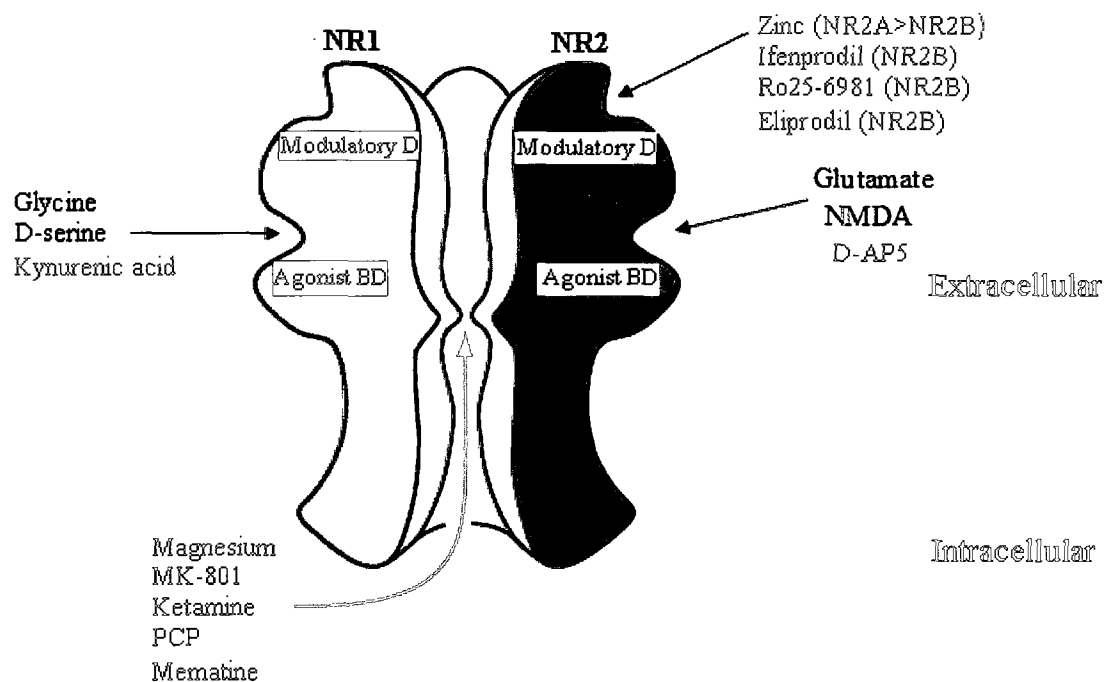 NR1
NR2
Zinc (NR2A>NR2B)
Ifenprodil (NR2B)
Ro25-6981 (NR2B)
Eliprodil (NR2B)
Modulatory D
Modulatory D
Glycine
D-serine
Kynurenic acid
Glutamate
NMDA
D-AP5
Agonist BD
Agonist BD
Extracellular
Intracellular
Magnesium
MK-801
Ketamine
PCP
Mematine